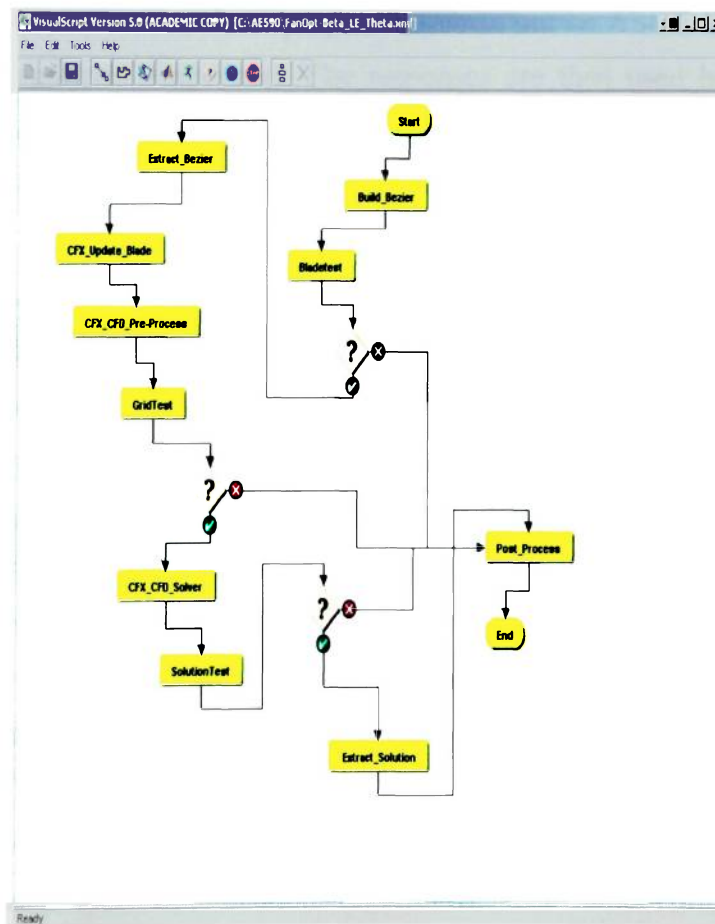 VisualScript Version 5.0 (ACADEMIC COPY) [C:\AE590\FanOpt-Beta_LE_Theta.xml]
File Edit Tools Help
Start
Extract_Bezier
Build_Bezier
CFX_Update_Blade
Bladetest
CFX_CFD_Pre-Process
?
GridTest
?
Post_Process
CFX_CFD_Solver
?
End
SolutionTest
Extract_Solution
Ready